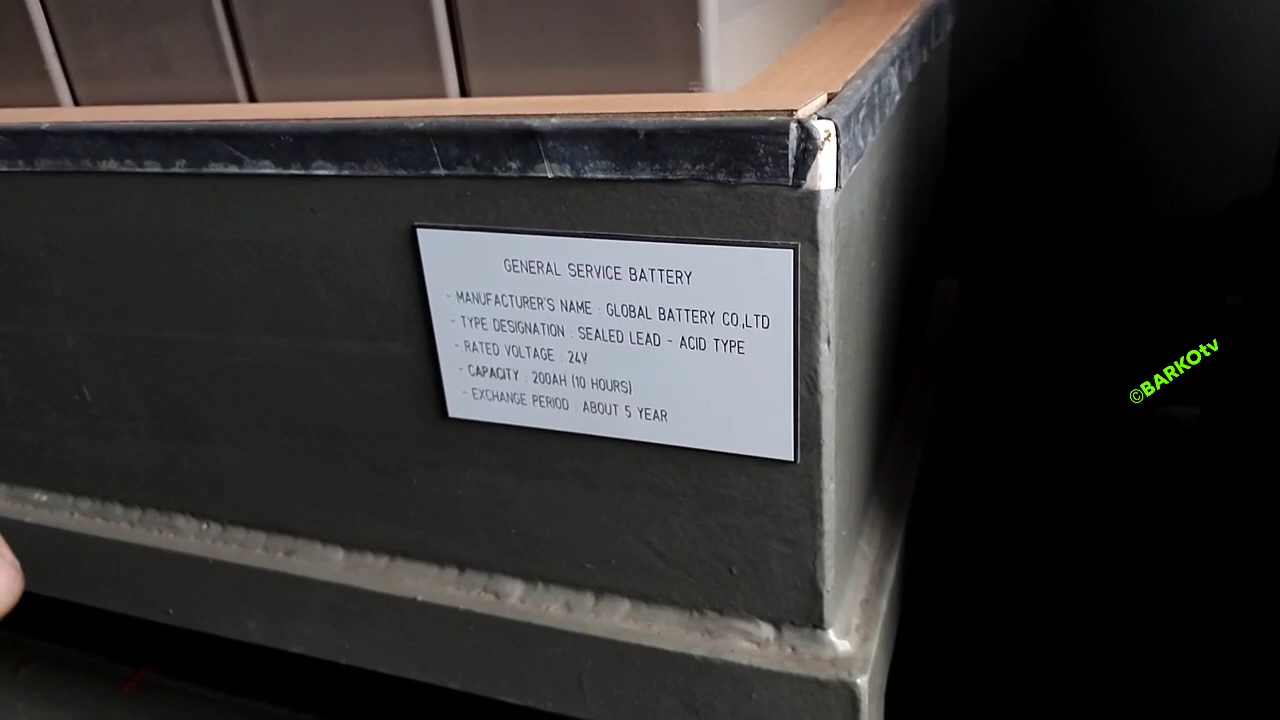 GENERAL SERVICE BATTERY
- MANUFACTURER'S NAME : GLOBAL BATTERY CO.,LTD
- TYPE DESIGNATION : SEALED LEAD - ACID TYPE
- RATED VOLTAGE : 24V
- CAPACITY : 200AH (10 HOURS)
- EXCHANGE PERIOD : ABOUT 5 YEAR
©BARKOtv